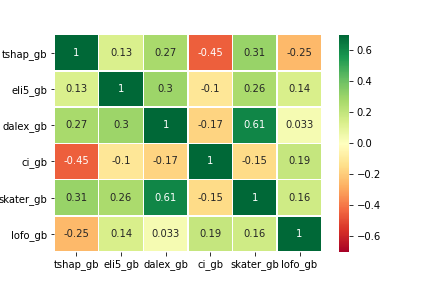 tshap_gb 1 0.13 0.27 -0.45 0.31 -0.25
eli5_gb 0.13 1 0.3 -0.1 0.26 0.14
dalex_gb 0.27 0.3 1 -0.17 0.61 0.033
ci_gb -0.45 -0.1 -0.17 1 -0.15 0.19
skater_gb 0.31 0.26 0.61 -0.15 1 0.16
lofo_gb -0.25 0.14 0.033 0.19 0.16 1
tshap_gb eli5_gb dalex_gb ci_gb skater_gb lofo_gb
0.6
0.4
0.2
0.0
−0.2
−0.4
−0.6